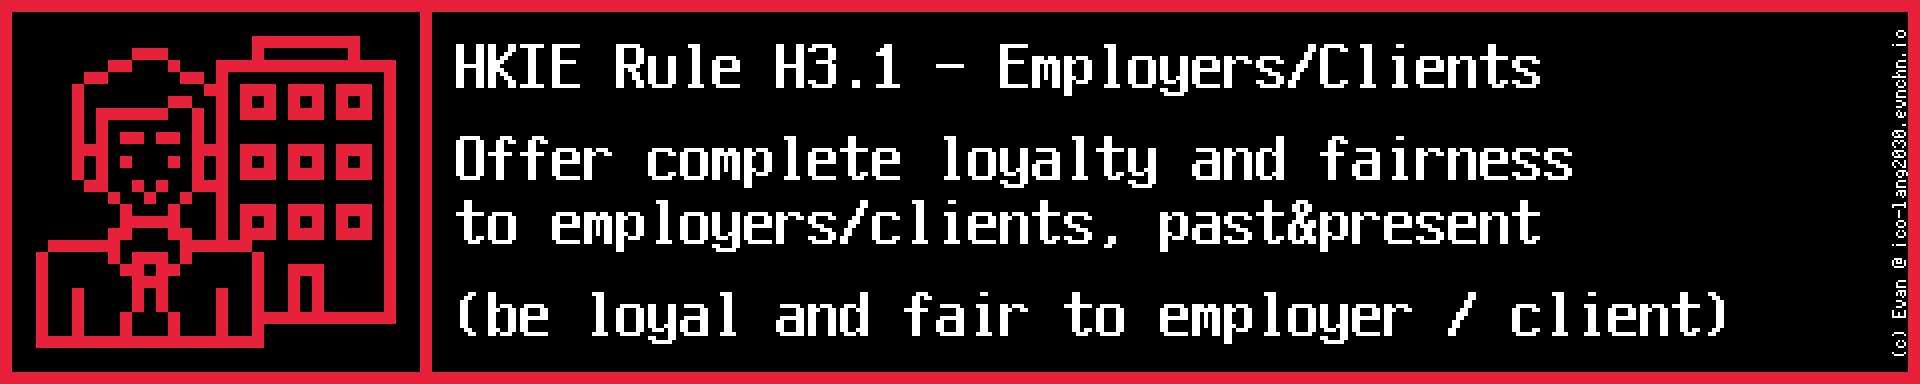 HKIE Rule H3.1 - Employers/Clients
Offer complete loyalty and fairness
to employers/clients, past&present
(be loyal and fair to employer / client)
(c) Evan @ ico-lang2030.evnchn.io